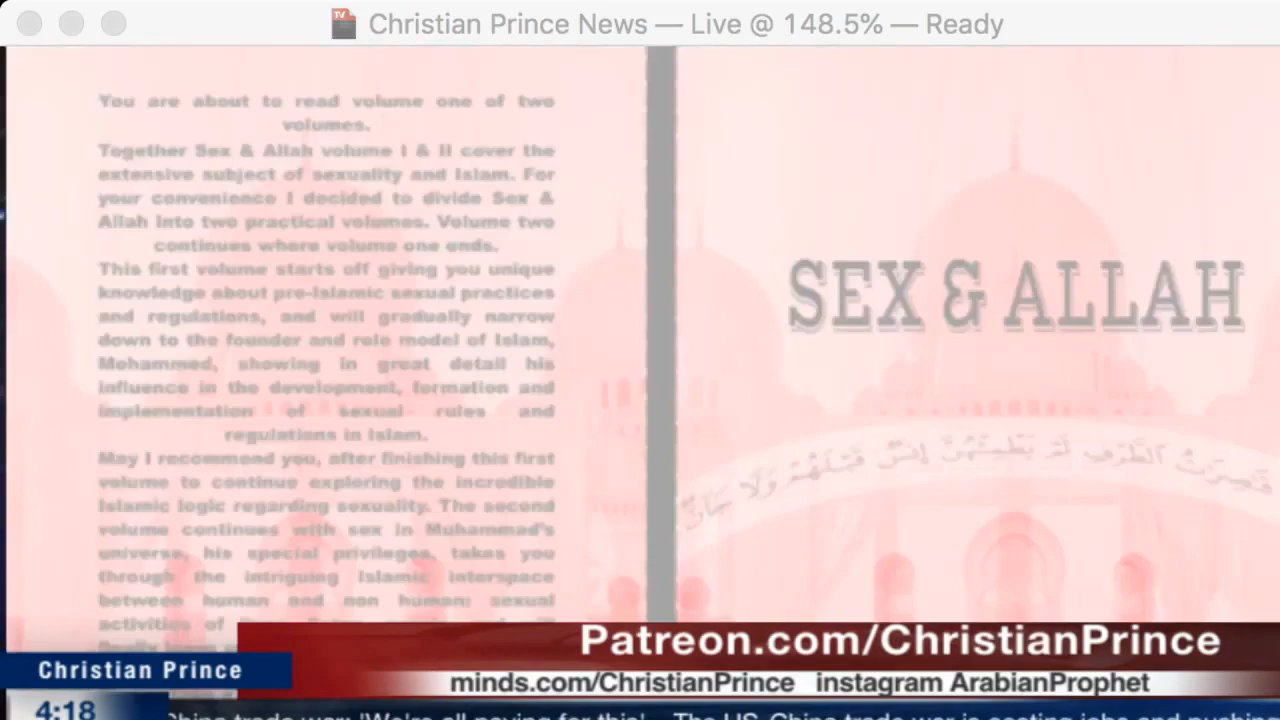 Christian Prince News — Live @ 148.5% — Ready
You are about to read volume one of two
volumes.
Together Sex & Allah volume I & II cover the
extensive subject of sexuality and Islam. For
your convenience I decided to divide Sex &
Allah into two practical volumes. Volume two
continues where volume one ends.
This first volume starts off giving you unique
knowledge about pre-Islamic sexual practices
and regulations, and will gradually narrow
down to the founder and role model of Islam,
Mohammed, showing in great detail his
influence in the development, formation and
implementation of sexual rules and
regulations in Islam.
May I recommend you, after finishing this first
volume to continue exploring the incredible
Islamic logic regarding sexuality. The second
volume continues with sex in Muhammad's
universe, his special privileges, takes you
through the intriguing Islamic interspace
between human and non human: sexual
activities of
SEX & ALLAH
قَصِرَٰتُ ٱلطَّرْفِ لَمْ يَطْمِثْهُنَّ إِنسٌ قَبْلَهُمْ وَلَا جَانٌّ
Patreon.com/ChristianPrince
Christian Prince
minds.com/ChristianPrince instagram ArabianProphet
4:18
China trade war: 'We're all paying for this' The US-China trade war is costing jobs and